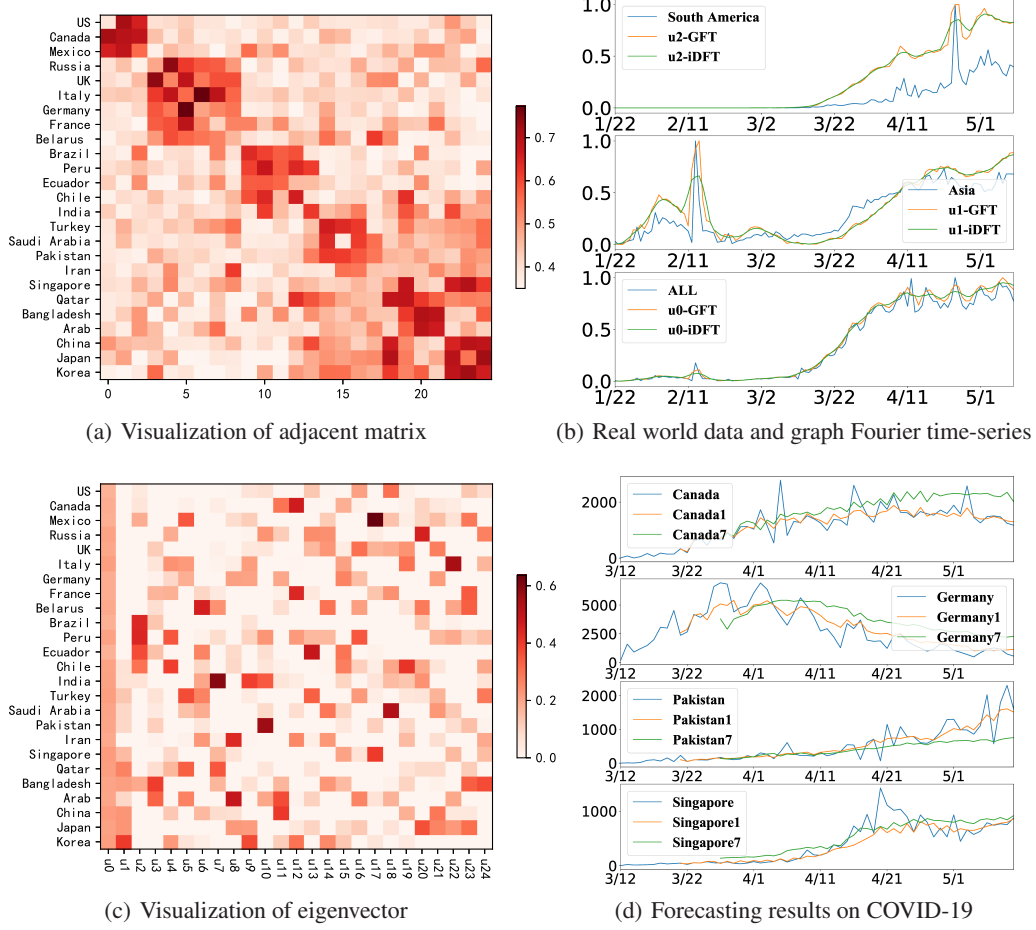 US
Canada
Mexico
Russia
UK
Italy
Germany
France
Belarus
Brazil
Peru
Ecuador
Chile
India
Turkey
Saudi Arabia
Pakistan
Iran
Singapore
Qatar
Bangladesh
Arab
China
Japan
Korea
0 5 10 15 20
0.7
0.6
0.5
0.4
(a) Visualization of adjacent matrix
1.0
0.5
0.0
South America
u2-GFT
u2-iDFT
1/22 2/11 3/2 3/22 4/11 5/1
1.0
0.5
0.0
Asia
u1-GFT
u1-iDFT
1/22 2/11 3/2 3/22 4/11 5/1
1.0
0.5
0.0
ALL
u0-GFT
u0-iDFT
1/22 2/11 3/2 3/22 4/11 5/1
(b) Real world data and graph Fourier time-series
US
Canada
Mexico
Russia
UK
Italy
Germany
France
Belarus
Brazil
Peru
Ecuador
Chile
India
Turkey
Saudi Arabia
Pakistan
Iran
Singapore
Qatar
Bangladesh
Arab
China
Japan
Korea
u0 u1 u2 u3 u4 u5 u6 u7 u8 u9 u10 u11 u12 u13 u14 u15 u16 u17 u18 u19 u20 u21 u22 u23 u24
0.6
0.4
0.2
0.0
(c) Visualization of eigenvector
2000
0
Canada
Canada1
Canada7
3/12 3/22 4/1 4/11 4/21 5/1
5000
2500
0
Germany
Germany1
Germany7
3/12 3/22 4/1 4/11 4/21 5/1
2000
1000
0
Pakistan
Pakistan1
Pakistan7
3/12 3/22 4/1 4/11 4/21 5/1
1000
0
Singapore
Singapore1
Singapore7
3/12 3/22 4/1 4/11 4/21 5/1
(d) Forecasting results on COVID-19